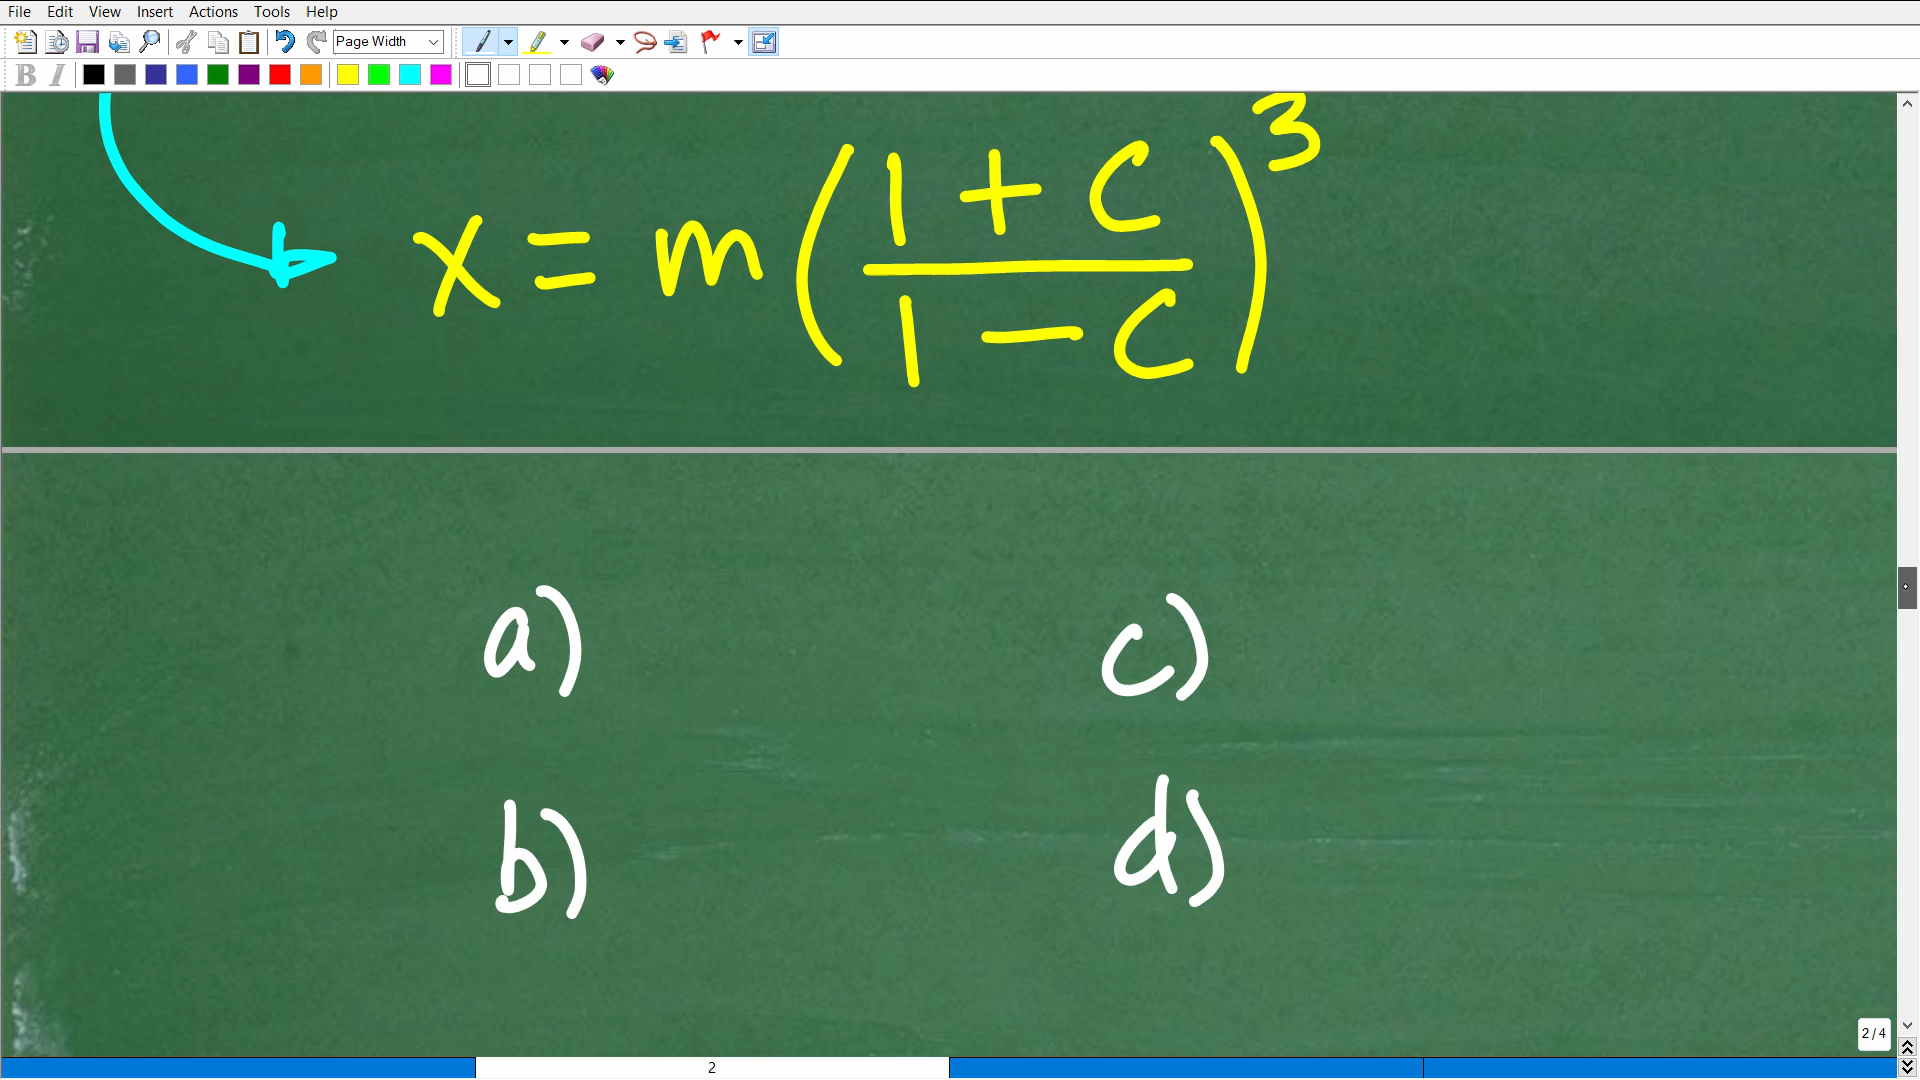 File Edit View Insert Actions Tools Help
Page Width
B I
x = m(1 + c / 1 - c)^3
a) c)
b) d)
2 / 4
2